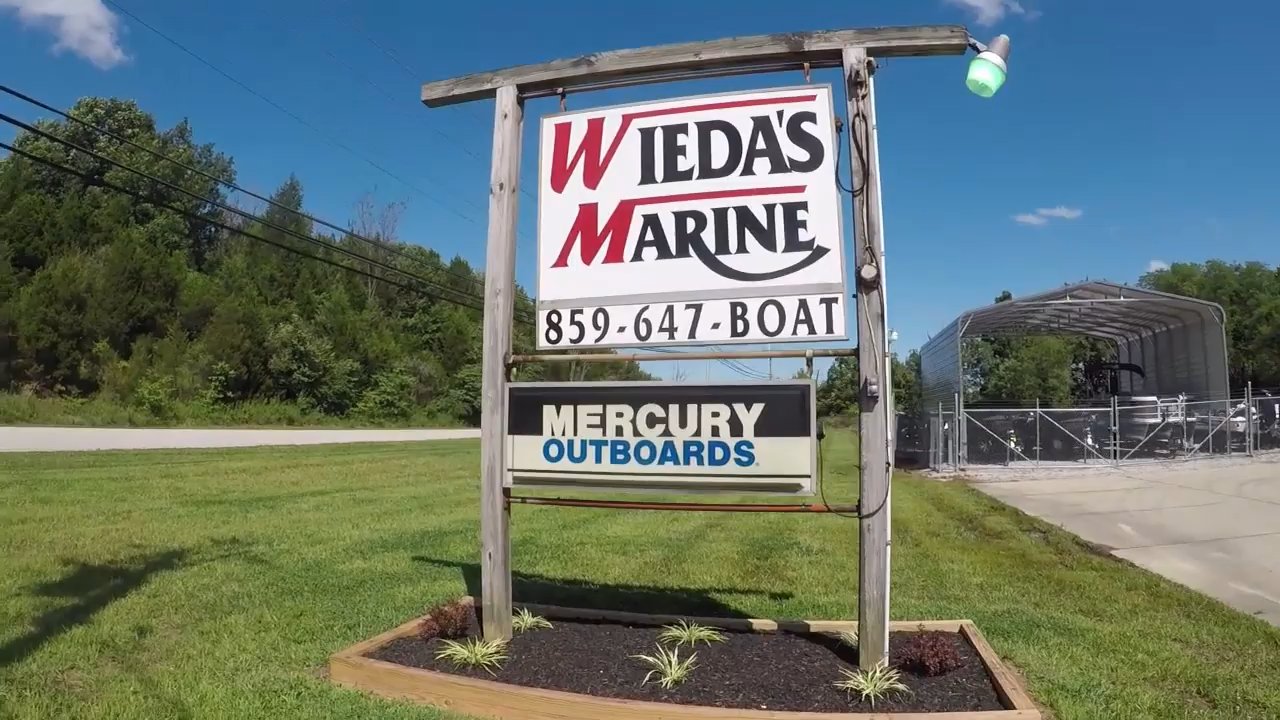 WIEDA'S
MARINE
859-647-BOAT
MERCURY
OUTBOARDS.